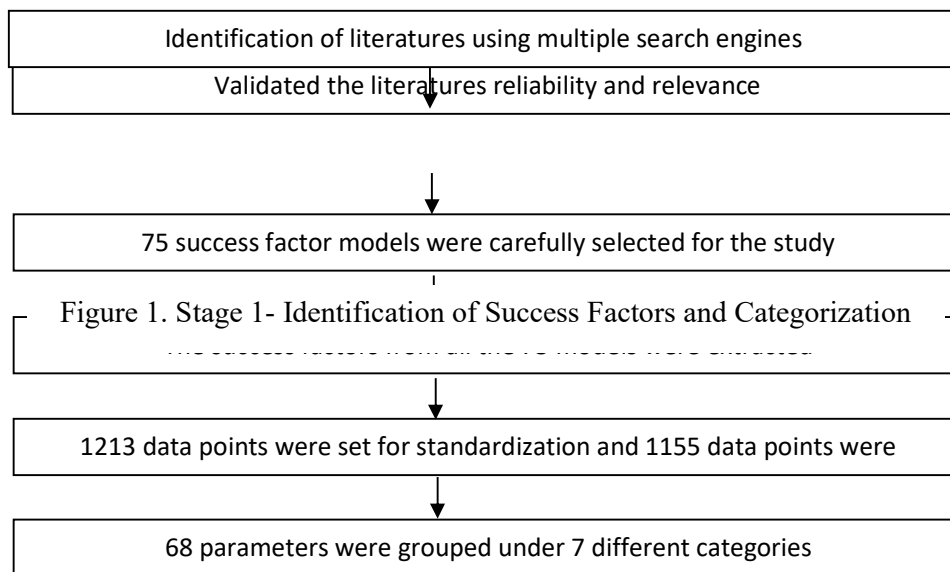 Identification of literatures using multiple search engines
Validated the literatures reliability and relevance
75 success factor models were carefully selected for the study
Figure 1. Stage 1- Identification of Success Factors and Categorization
1213 data points were set for standardization and 1155 data points were
68 parameters were grouped under 7 different categories